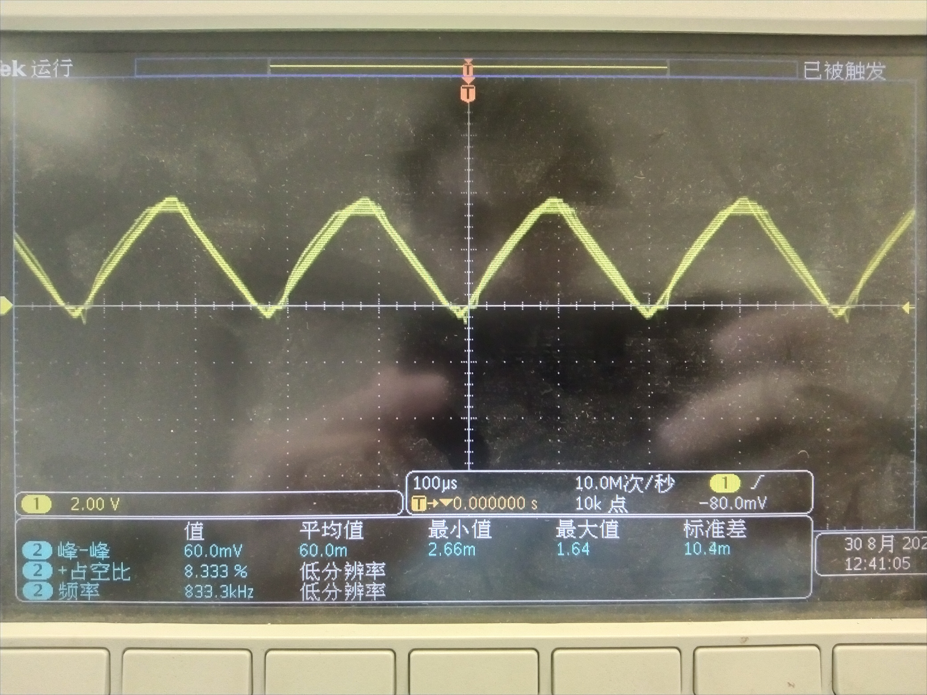 ek 运行
T
已被触发
T
1 2.00 V
100µs 10.0M次/秒 1
T→▼0.000000 s 10k 点 −80.0mV
值 平均值 最小值 最大值 标准差
2 峰−峰 60.0mV 60.0m 2.66m 1.64 10.4m
2 +占空比 8.333 % 低分辨率
2 频率 833.3kHz 低分辨率
30 8月 202
12:41:05